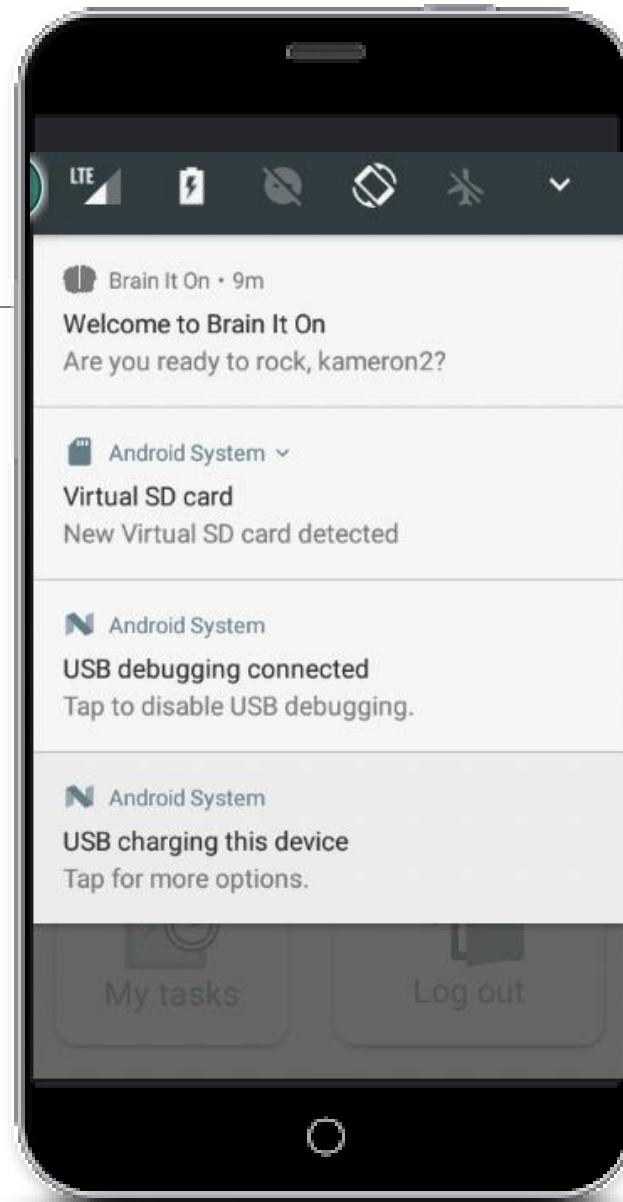 LTE
Brain It On • 9m
Welcome to Brain It On
Are you ready to rock, kameron2?
Android System
Virtual SD card
New Virtual SD card detected
Android System
USB debugging connected
Tap to disable USB debugging.
Android System
USB charging this device
Tap for more options.
My tasks Log out